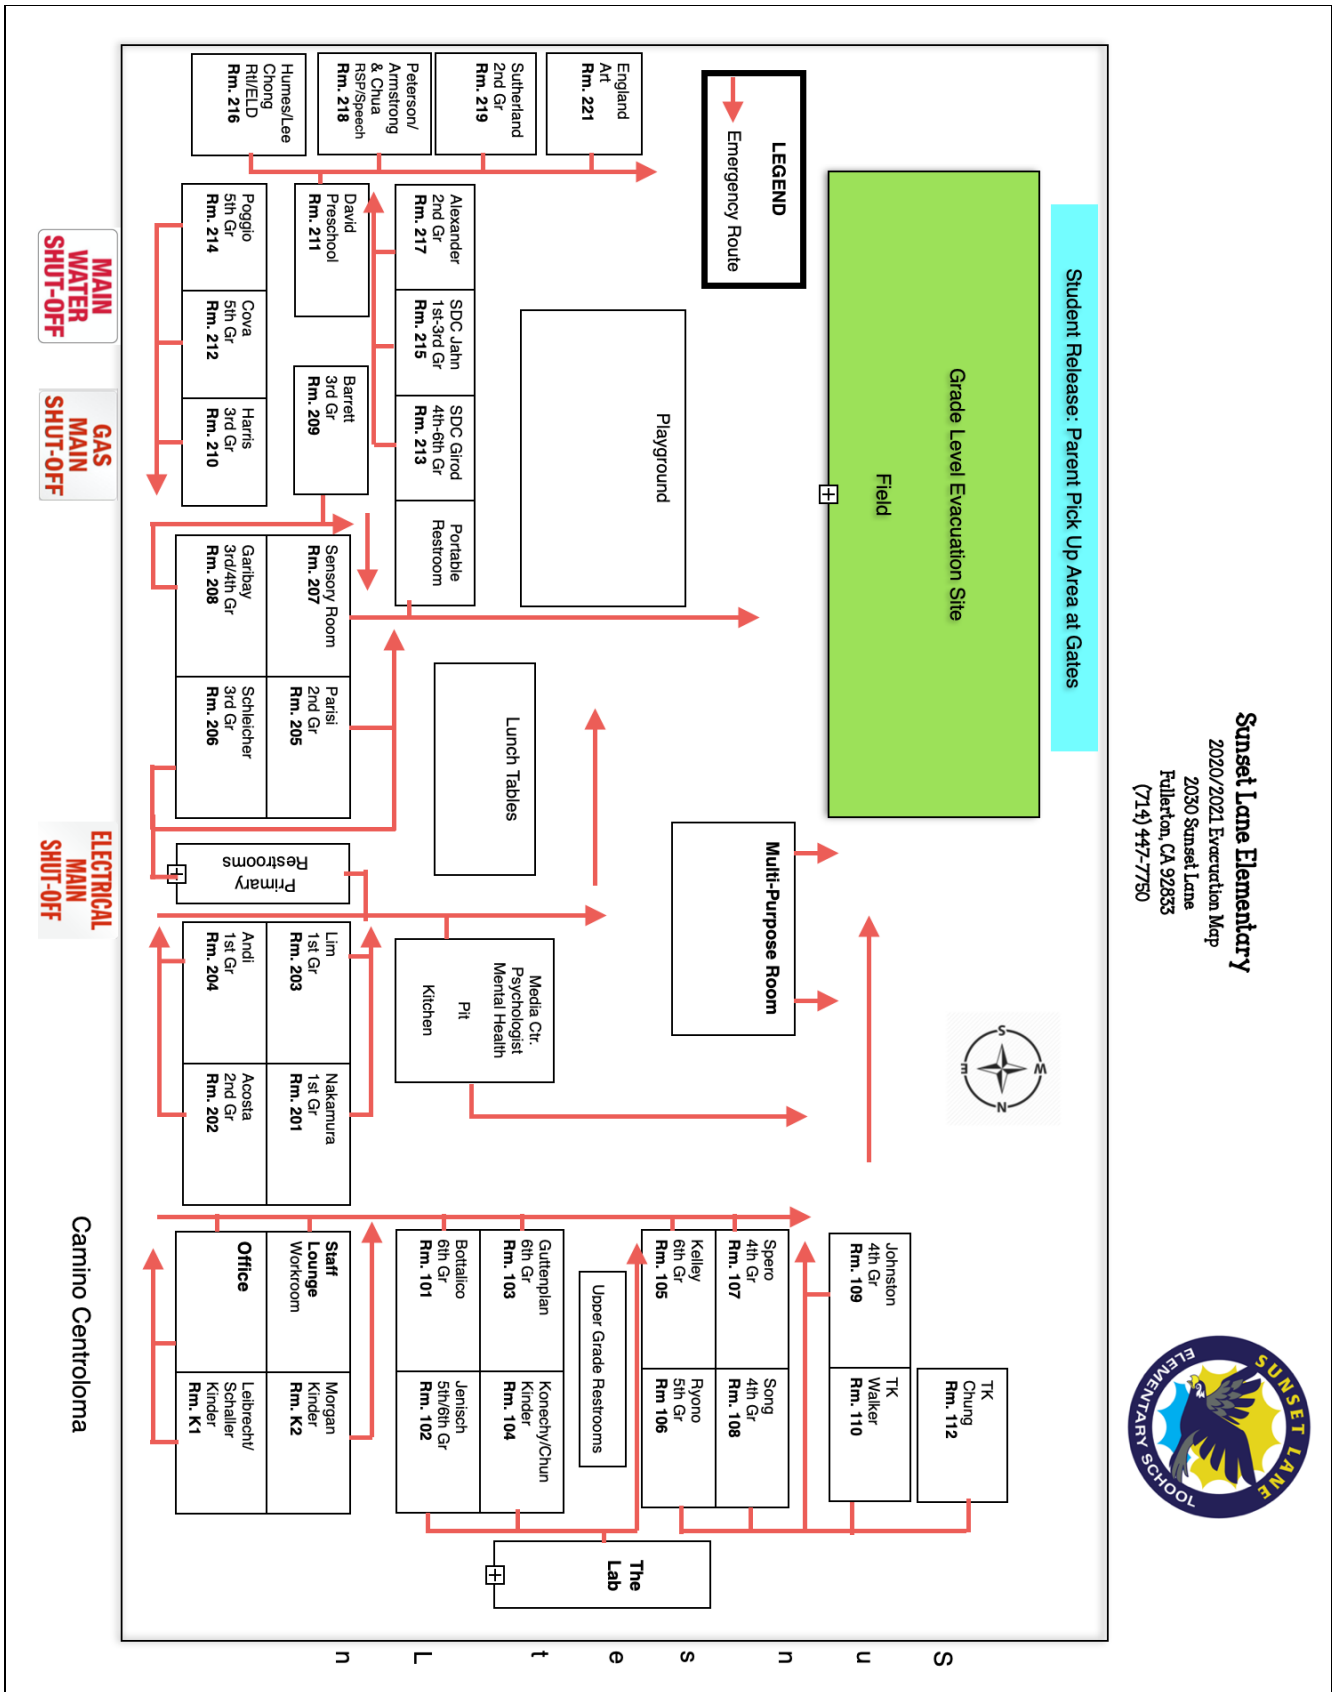 Sunset Lane Elementary
2020/2021 Evacuation Map
2030 Sunset Lane
Fullerton, CA 92833
(714) 447-7750
SUNSET LANE
ELEMENTARY SCHOOL
Student Release: Parent Pick Up Area at Gates
Grade Level Evacuation Site
Field
LEGEND
Emergency Route
S
W
N
E
England
Art
Rm. 221
Sutherland
2nd Gr
Rm. 219
Peterson/
Armstrong
& Chua
RSP/Speech
Rm. 218
Humes/Lee
Chong
RtI/ELD
Rm. 216
Playground
Alexander
2nd Gr
Rm. 217
SDC Jahn
1st-3rd Gr
Rm. 215
SDC Girod
4th-6th Gr
Rm. 213
Portable
Restroom
David
Preschool
Rm. 211
Barrett
3rd Gr
Rm. 209
Poggio
5th Gr
Rm. 214
Cova
5th Gr
Rm. 212
Harris
3rd Gr
Rm. 210
Sensory Room
Rm. 207
Parisi
2nd Gr
Rm. 205
Garibay
3rd/4th Gr
Rm. 208
Schleicher
3rd Gr
Rm. 206
Lunch Tables
Primary
Restrooms
Multi-Purpose Room
Media Ctr.
Psychologist
Mental Health
Pit
Kitchen
Lim
1st Gr
Rm. 203
Nakamura
1st Gr
Rm. 201
Andi
1st Gr
Rm. 204
Acosta
2nd Gr
Rm. 202
TK
Chung
Rm. 112
Johnston
4th Gr
Rm. 109
TK
Walker
Rm. 110
Spero
4th Gr
Rm. 107
Song
4th Gr
Rm. 108
Kelley
6th Gr
Rm. 105
Ryono
5th Gr
Rm 106
Upper Grade Restrooms
Guttenplan
6th Gr
Rm. 103
Konechy/Chun
Kinder
Rm. 104
Bottalico
6th Gr
Rm. 101
Jenisch
5th/6th Gr
Rm. 102
Staff
Lounge
Workroom
Morgan
Kinder
Rm. K2
Office
Leibrecht/
Schaller
Kinder
Rm. K1
The
Lab
S
u
n
s
e
t
L
n
MAIN
WATER
SHUT-OFF
GAS
MAIN
SHUT-OFF
ELECTRICAL
MAIN
SHUT-OFF
Camino Centroloma